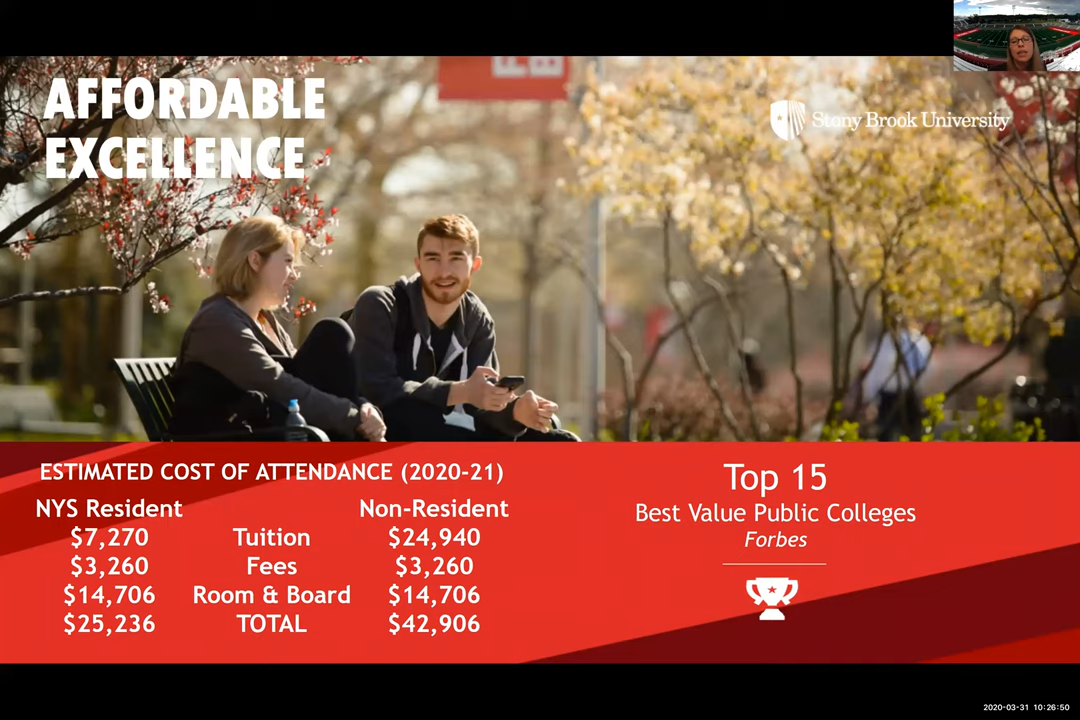 AFFORDABLE
EXCELLENCE
Stony Brook University
ESTIMATED COST OF ATTENDANCE (2020-21)
NYS Resident Non-Resident
$7,270 Tuition $24,940
$3,260 Fees $3,260
$14,706 Room & Board $14,706
$25,236 TOTAL $42,906
Top 15
Best Value Public Colleges
Forbes
2020-03-31 10:26:50